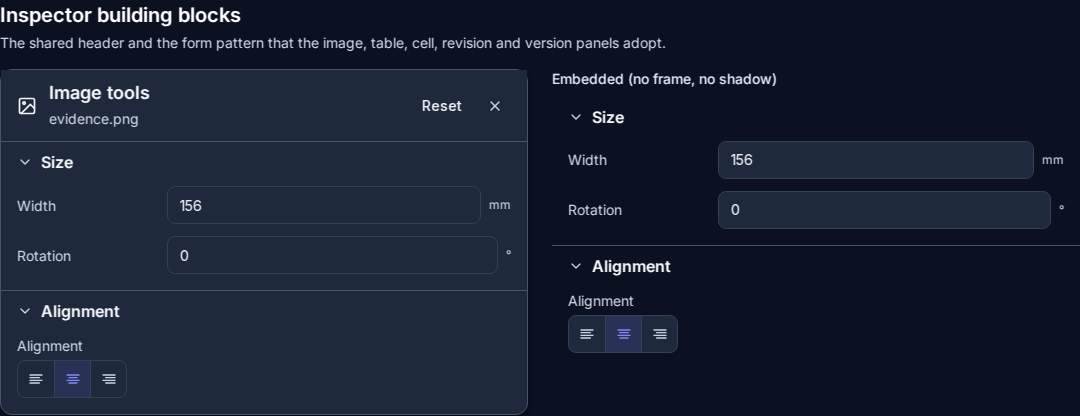 Inspector building blocks
The shared header and the form pattern that the image, table, cell, revision and version panels adopt.
Image tools
evidence.png
Reset
Size
Width
156
mm
Rotation
0
°
Alignment
Alignment
Embedded (no frame, no shadow)
Size
Width
156
mm
Rotation
0
°
Alignment
Alignment